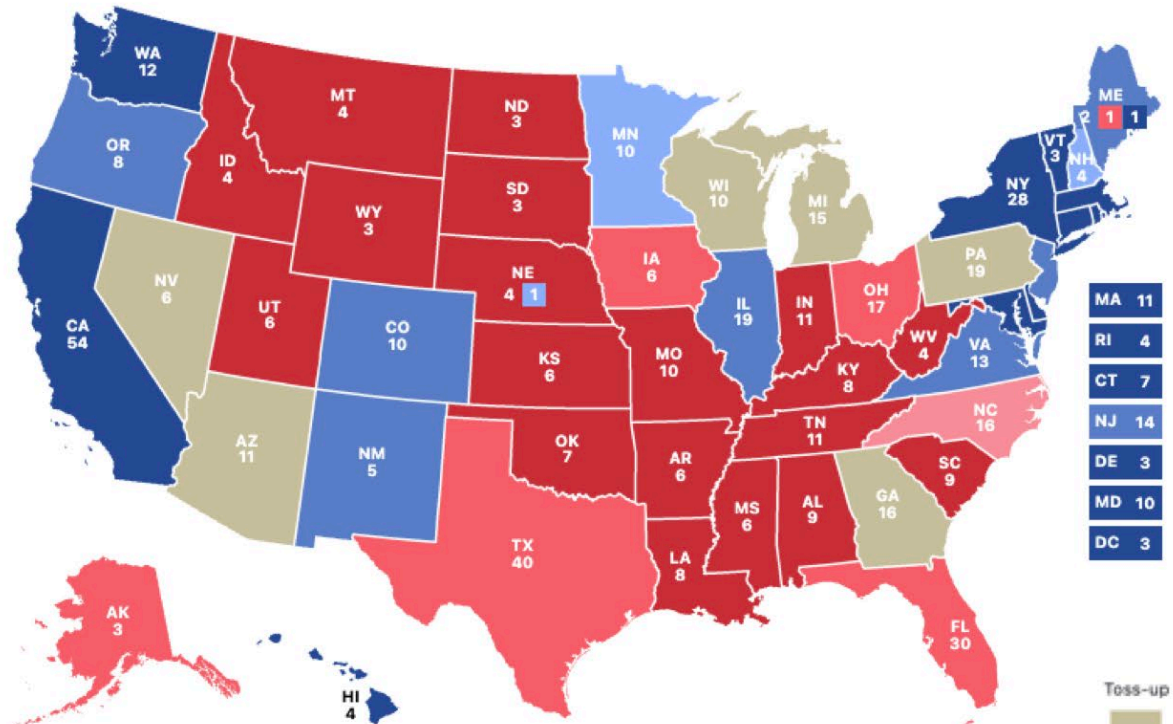 WA
12
MT
4
ND
3
MN
10
ME
2 1 1
OR
8
ID
4
VT
3
NH
4
WI
10
SD
3
NY
28
MI
15
WY
3
IA
6
PA
19
NE
4 1
NV
6
OH
17
IL
19
IN
11
UT
6
CO
10
WV
4
VA
13
CA
54
KS
6
MO
10
KY
8
NC
16
TN
11
AZ
11
NM
5
OK
7
AR
6
SC
9
MS
6
AL
9
GA
16
TX
40
LA
8
AK
3
FL
30
HI
4
MA 11
RI 4
CT 7
NJ 14
DE 3
MD 10
DC 3
Toss-up